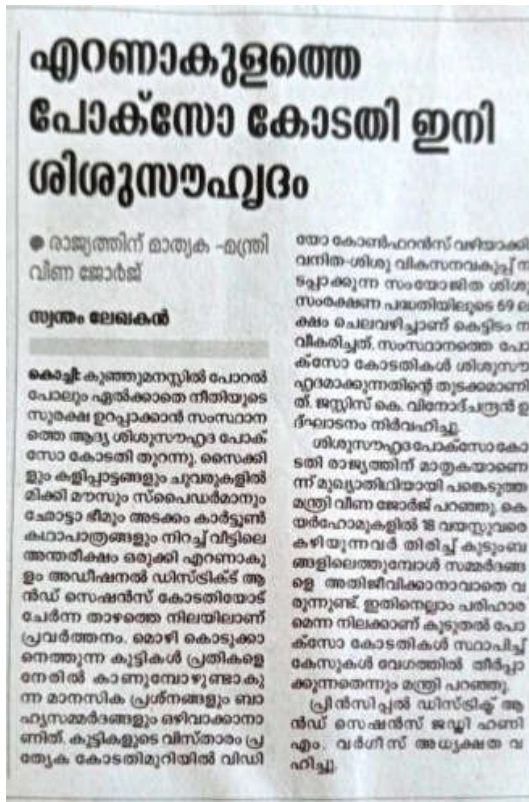 എറണാകുളത്തെ
പോക്സോ കോടതി ഇനി
ശിശുസൗഹൃദം
● രാജ്യത്തിന് മാതൃക -മന്ത്രി
വീണ ജോർജ്
സ്വന്തം ലേഖകൻ
കൊച്ചി: കുഞ്ഞുമനസ്സിൽ പോറൽ
പോലും ഏൽക്കാതെ നീതിയുടെ
സുരക്ഷ ഉറപ്പാക്കാൻ സംസ്ഥാന
ത്തെ ആദ്യ ശിശുസൗഹൃദ പോക്
സോ കോടതി തുറന്നു. സൈക്കി
ളും കളിപ്പാട്ടങ്ങളും ചുവരുകളിൽ
മിക്കി മൗസും സ്പൈഡർമാനും
ഛോട്ടാ ഭീമും അടക്കം കാർട്ടൂൺ
കഥാപാത്രങ്ങളും നിറച്ച് വീട്ടിലെ
അന്തരീക്ഷം ഒരുക്കി എറണാകു
ളം അഡീഷനൽ ഡിസ്ട്രിക്ട് ആ
ൻഡ് സെഷൻസ് കോടതിയോട്
ചേർന്ന താഴത്തെ നിലയിലാണ്
പ്രവർത്തനം. മൊഴി കൊടുക്കാ
നെത്തുന്ന കുട്ടികൾ പ്രതികളെ
നേരിൽ കാണുമ്പോഴുണ്ടാകു
ന്ന മാനസിക പ്രശ്നങ്ങളും ബാ
ഹ്യസമ്മർദങ്ങളും ഒഴിവാക്കാനാ
ണിത്. കുട്ടികളുടെ വിസ്താരം പ്ര
ത്യേക കോടതിമുറിയിൽ വിഡി
യോ കോൺഫറൻസ് വഴിയാക്കി.
വനിത-ശിശു വികസനവകുപ്പ് ന
ടപ്പാക്കുന്ന സംയോജിത ശിശു
സംരക്ഷണ പദ്ധതിയിലൂടെ 69 ല
ക്ഷം ചെലവഴിച്ചാണ് കെട്ടിടം ന
വീകരിച്ചത്. സംസ്ഥാനത്തെ പോ
ക്സോ കോടതികൾ ശിശുസൗ
ഹൃദമാക്കുന്നതിന്റെ തുടക്കമാണി
ത്. ജസ്റ്റിസ് കെ. വിനോദ്ചന്ദ്രൻ ഉ
ദ്ഘാടനം നിർവഹിച്ചു.
ശിശുസൗഹൃദപോക്സോകോ
ടതി രാജ്യത്തിന് മാതൃകയാണെ
ന്ന് മുഖ്യാതിഥിയായി പങ്കെടുത്ത
മന്ത്രി വീണ ജോർജ് പറഞ്ഞു. കെ
യർഹോമുകളിൽ 18 വയസ്സുവരെ
കഴിയുന്നവർ തിരിച്ച് കുടുംബ
ങ്ങളിലെത്തുമ്പോൾ സമ്മർദങ്ങ
ളെ അതിജീവിക്കാനാവാതെ വ
രുന്നുണ്ട്. ഇതിനെല്ലാം പരിഹാര
മെന്ന നിലക്കാണ് കൂടുതൽ പോ
ക്സോ കോടതികൾ സ്ഥാപിച്ച്
കേസുകൾ വേഗത്തിൽ തീർപ്പാ
ക്കുന്നതെന്നും മന്ത്രി പറഞ്ഞു.
പ്രിൻസിപ്പൽ ഡിസ്ട്രിക്ട് ആ
ൻഡ് സെഷൻസ് ജഡ്ജി ഹണി
എം. വർഗീസ് അധ്യക്ഷത വ
ഹിച്ചു.